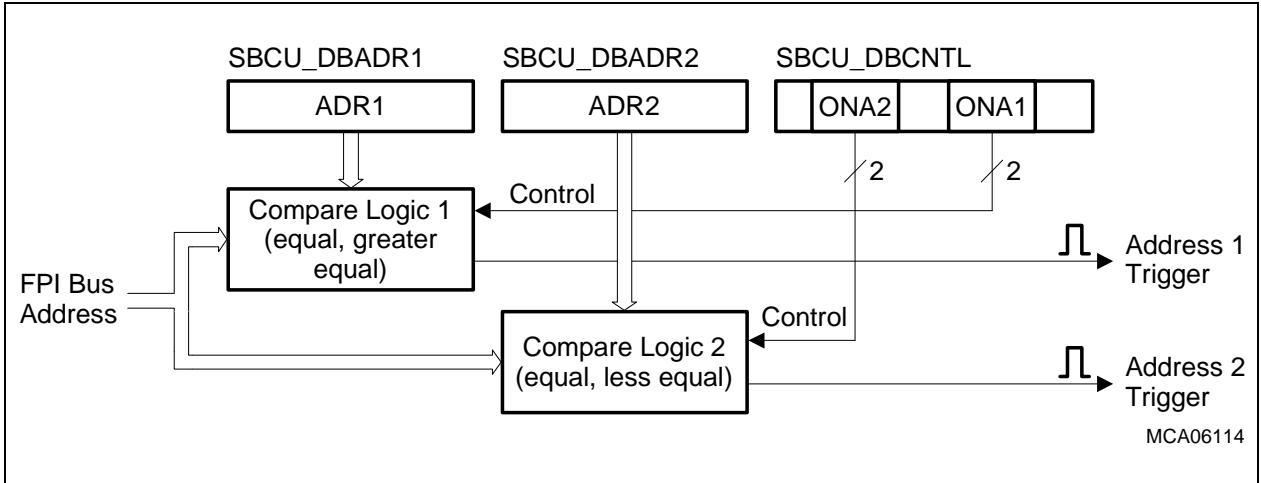 SBCU_DBADR1
SBCU_DBADR2
SBCU_DBCNTL
ADR1
ADR2
ONA2
ONA1
2
2
Control
Compare Logic 1
(equal, greater
equal)
Address 1
Trigger
FPI Bus
Address
Control
Compare Logic 2
(equal, less equal)
Address 2
Trigger
MCA06114